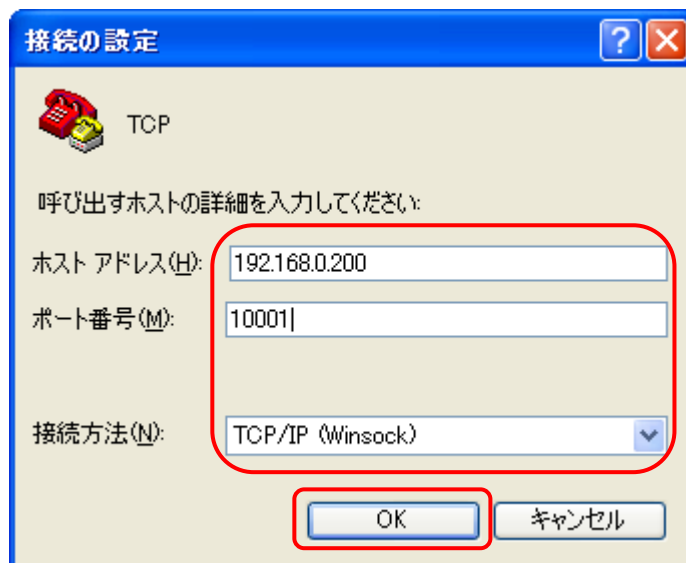 接続の設定
TCP
呼び出すホストの詳細を入力してください:
ホスト アドレス(H): 192.168.0.200
ポート番号(M): 10001
接続方法(N): TCP/IP (Winsock)
OK キャンセル